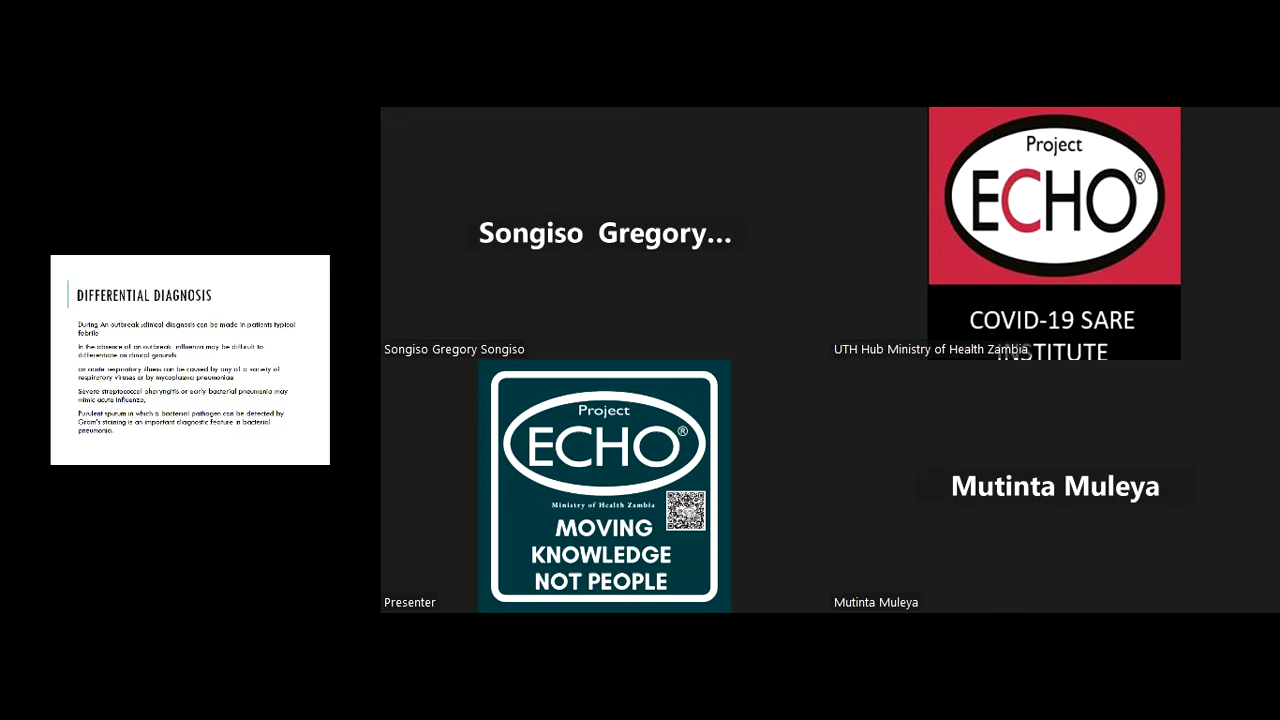 DIFFERENTIAL DIAGNOSIS
During An outbreak ,clinical diagnosis can be made in patients typical
febrile
In the absence of an outbreak influenza may be difficult to
differentiate on clinical grounds
an acute respiratory illness can be caused by any of a variety of
respiratory viruses or by mycoplasma pneumoniae
Severe streptococcal pharyngitis or early bacterial pneumonia may
mimic acute influenza,
Purulent sputum in which a bacterial pathogen can be detected by
Gram's staining is an important diagnostic feature in bacterial
pneumonia.
Songiso Gregory...
Songiso Gregory Songiso
Project
ECHO®
COVID-19 SARE
INSTITUTE
UTH Hub Ministry of Health Zambia
Project
ECHO®
Ministry of Health Zambia
MOVING
KNOWLEDGE
NOT PEOPLE
Presenter
Mutinta Muleya
Mutinta Muleya